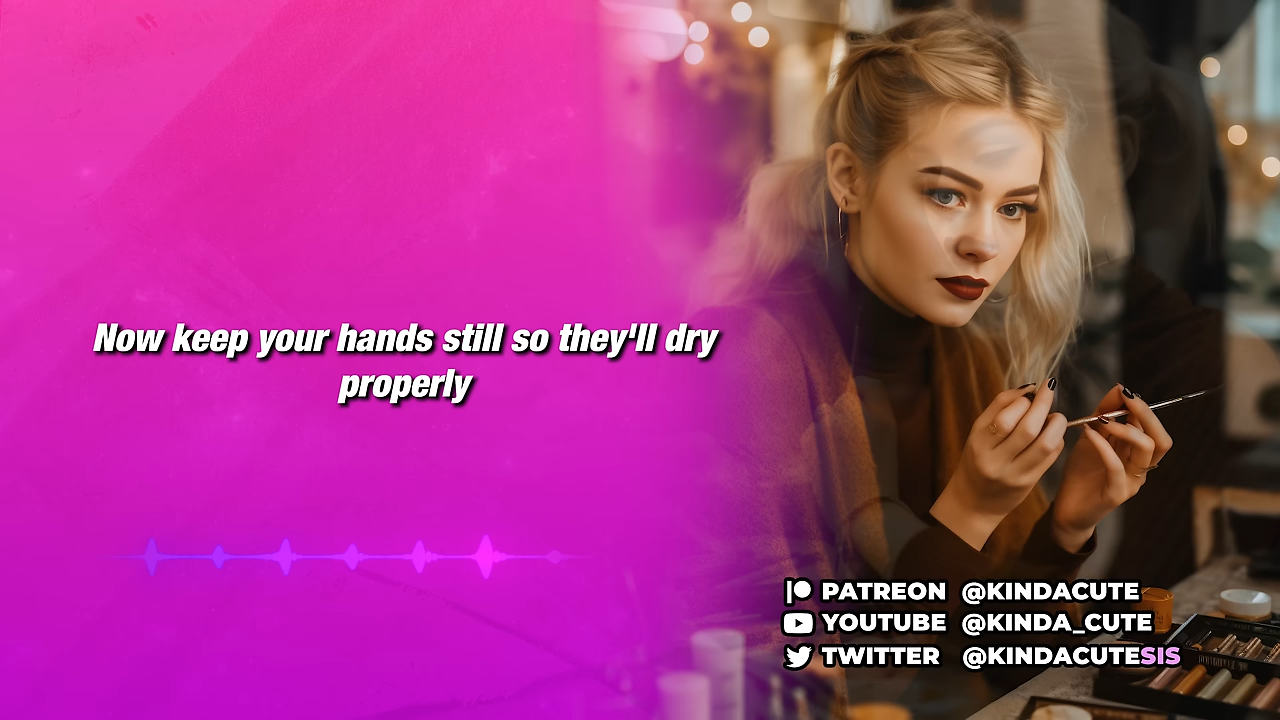 Now keep your hands still so they'll dry
properly
PATREON @KINDACUTE
YOUTUBE @KINDA_CUTE
TWITTER @KINDACUTESIS